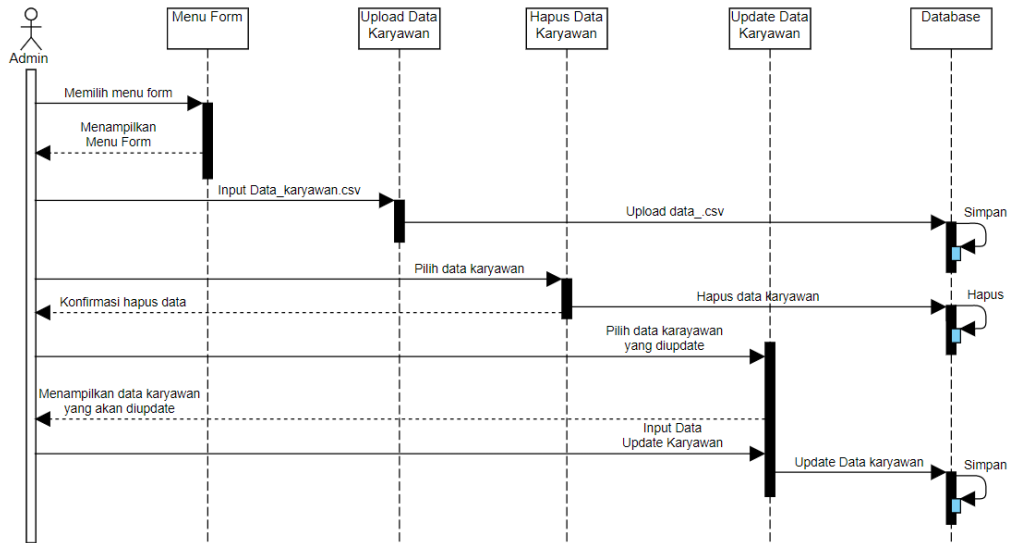 Menu Form
Upload Data
Karyawan
Hapus Data
Karyawan
Update Data
Karyawan
Database
Admin
Memilih menu form
Menampilkan
Menu Form
Input Data_karyawan.csv
Upload data_.csv
Simpan
Pilih data karyawan
Konfirmasi hapus data
Hapus data karyawan
Hapus
Pilih data karayawan
yang diupdate
Menampilkan data karyawan
yang akan diupdate
Input Data
Update Karyawan
Update Data karyawan
Simpan